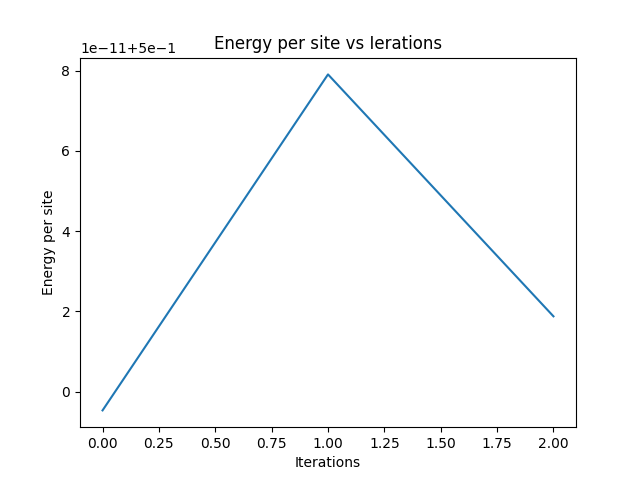 Energy per site vs Ierations
1e−11+5e−1
8
6
4
2
0
Energy per site
0.00 0.25 0.50 0.75 1.00 1.25 1.50 1.75 2.00
Iterations